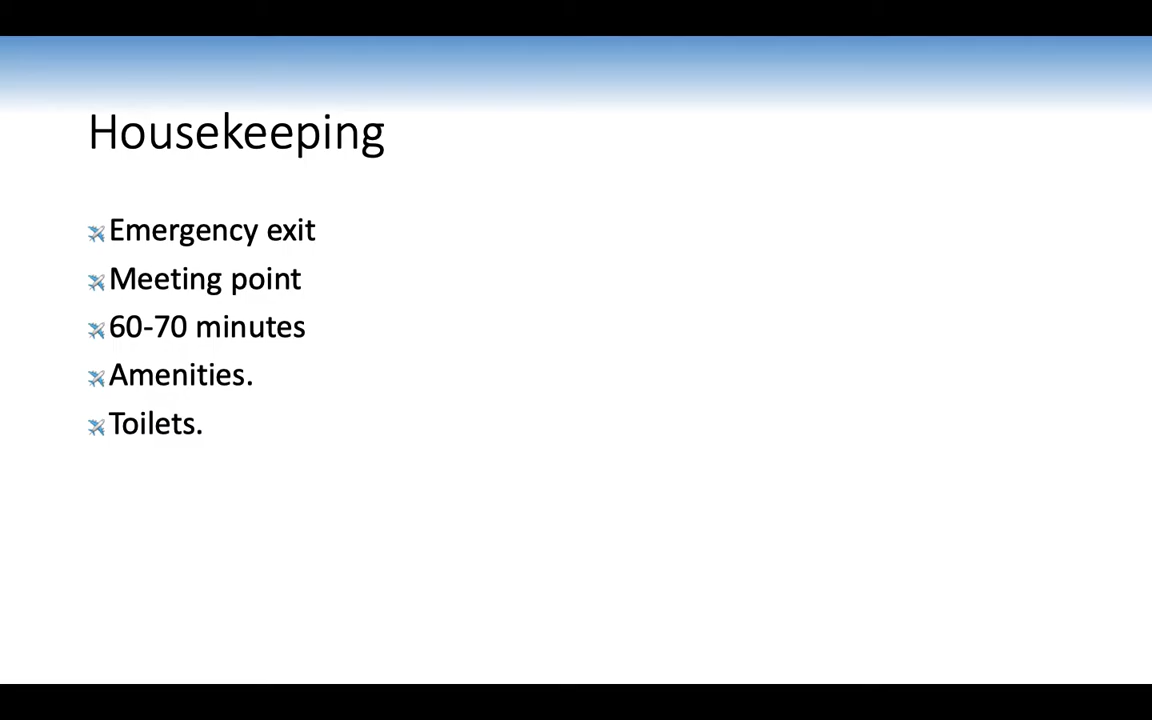 Housekeeping
Emergency exit
Meeting point
60-70 minutes
Amenities.
Toilets.